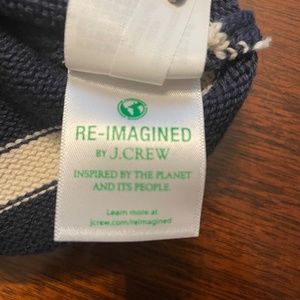 RE-IMAGINED
BY J.CREW
INSPIRED BY THE PLANET
AND ITS PEOPLE.
Learn more at
jcrew.com/reimagined